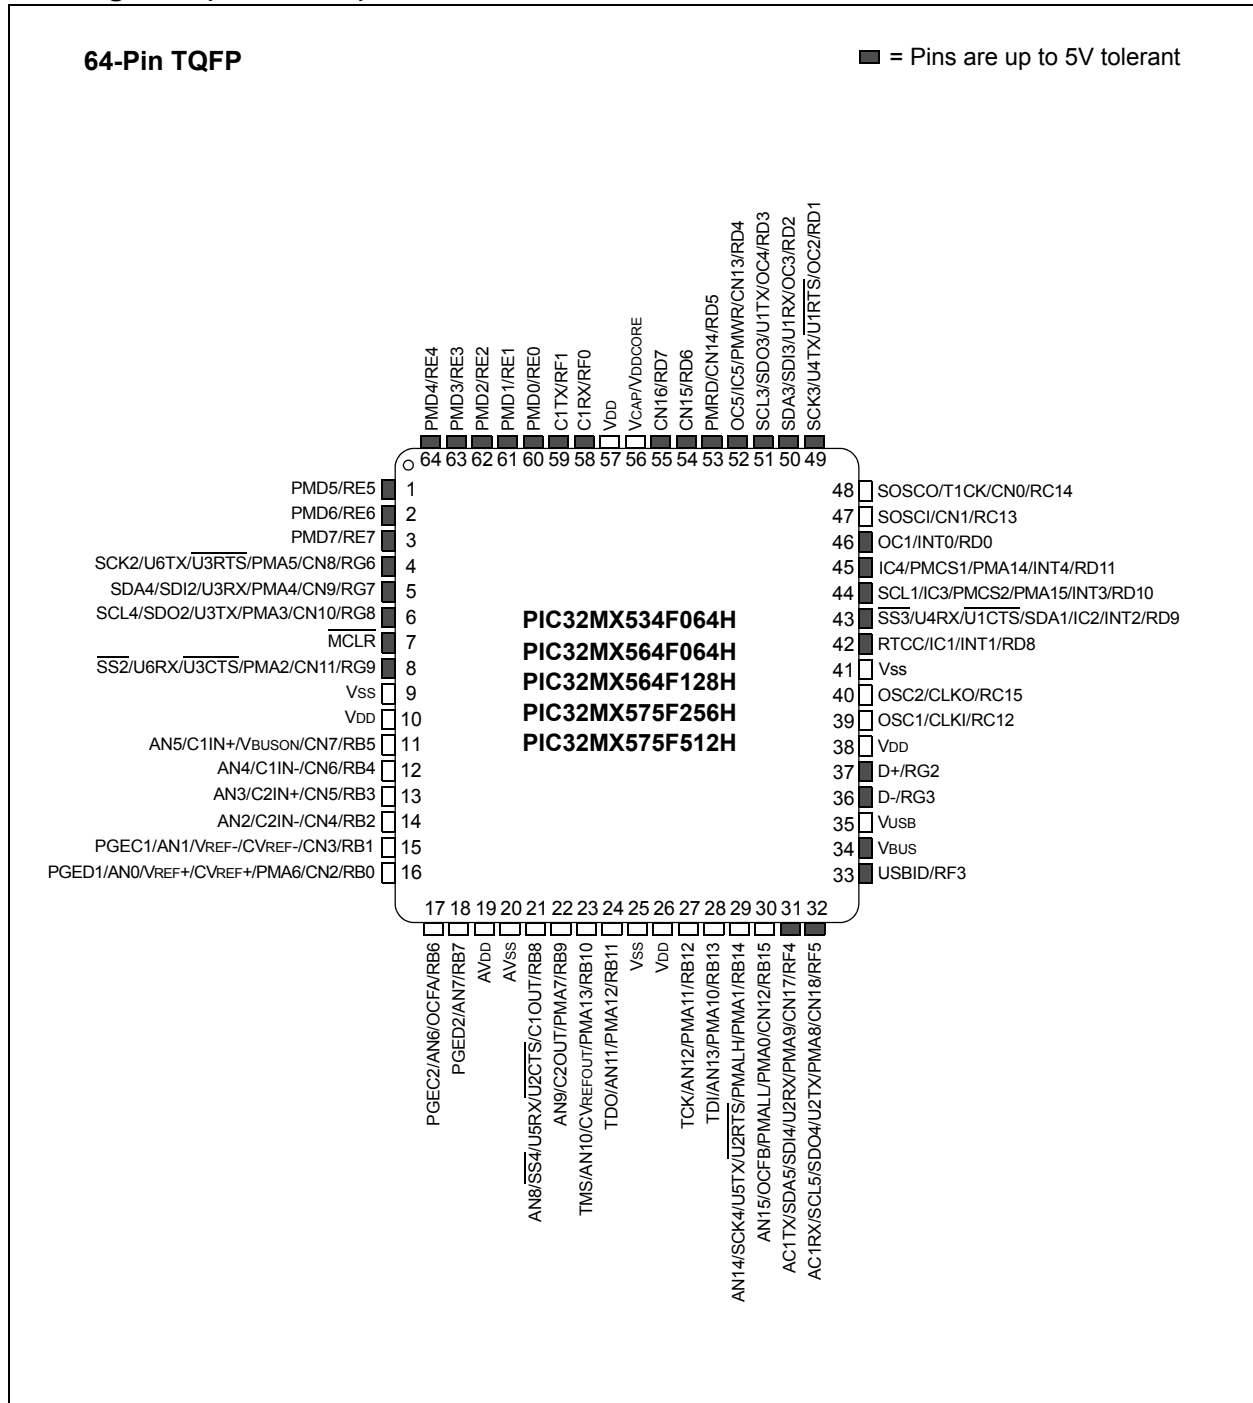 64-Pin TQFP
= Pins are up to 5V tolerant
PMD4/RE4
PMD3/RE3
PMD2/RE2
PMD1/RE1
PMD0/RE0
C1TX/RF1
C1RX/RF0
VDD
VCAP/VDDCORE
CN16/RD7
CN15/RD6
PMRD/CN14/RD5
OC5/IC5/PMWR/CN13/RD4
SCL3/SDO3/U1TX/OC4/RD3
SDA3/SDI3/U1RX/OC3/RD2
SCK3/U4TX/U1RTS/OC2/RD1
64 63 62 61 60 59 58 57 56 55 54 53 52 51 50 49
PMD5/RE5 1
PMD6/RE6 2
PMD7/RE7 3
SCK2/U6TX/U3RTS/PMA5/CN8/RG6 4
SDA4/SDI2/U3RX/PMA4/CN9/RG7 5
SCL4/SDO2/U3TX/PMA3/CN10/RG8 6
MCLR 7
SS2/U6RX/U3CTS/PMA2/CN11/RG9 8
VSS 9
VDD 10
AN5/C1IN+/VBUSON/CN7/RB5 11
AN4/C1IN-/CN6/RB4 12
AN3/C2IN+/CN5/RB3 13
AN2/C2IN-/CN4/RB2 14
PGEC1/AN1/VREF-/CVREF-/CN3/RB1 15
PGED1/AN0/VREF+/CVREF+/PMA6/CN2/RB0 16
PIC32MX534F064H
PIC32MX564F064H
PIC32MX564F128H
PIC32MX575F256H
PIC32MX575F512H
48 SOSCO/T1CK/CN0/RC14
47 SOSCI/CN1/RC13
46 OC1/INT0/RD0
45 IC4/PMCS1/PMA14/INT4/RD11
44 SCL1/IC3/PMCS2/PMA15/INT3/RD10
43 SS3/U4RX/U1CTS/SDA1/IC2/INT2/RD9
42 RTCC/IC1/INT1/RD8
41 Vss
40 OSC2/CLKO/RC15
39 OSC1/CLKI/RC12
38 VDD
37 D+/RG2
36 D-/RG3
35 VUSB
34 VBUS
33 USBID/RF3
17 18 19 20 21 22 23 24 25 26 27 28 29 30 31 32
PGEC2/AN6/OCFA/RB6
PGED2/AN7/RB7
AVDD
AVSS
AN8/SS4/U5RX/U2CTS/C1OUT/RB8
AN9/C2OUT/PMA7/RB9
TMS/AN10/CVREFOUT/PMA13/RB10
TDO/AN11/PMA12/RB11
VSS
VDD
TCK/AN12/PMA11/RB12
TDI/AN13/PMA10/RB13
AN14/SCK4/U5TX/U2RTS/PMALH/PMA1/RB14
AN15/OCFB/PMALL/PMA0/CN12/RB15
AC1TX/SDA5/SDI4/U2RX/PMA9/CN17/RF4
AC1RX/SCL5/SDO4/U2TX/PMA8/CN18/RF5